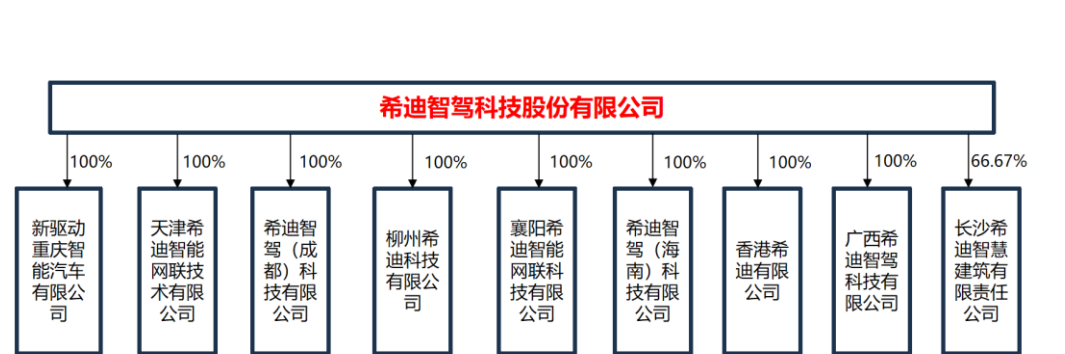 希迪智驾科技股份有限公司
100%
100%
100%
100%
100%
100%
100%
100%
66.67%
新驱动
重庆智
能汽车
有限公
司
天津希
迪智能
网联技
术有限
公司
希迪智
驾（成
都）科
技有限
公司
柳州希
迪科技
有限公
司
襄阳希
迪智能
网联科
技有限
公司
希迪智
驾（海
南）科
技有限
公司
香港希
迪有限
公司
广西希
迪智驾
科技有
限公司
长沙希
迪智慧
建筑有
限责任
公司